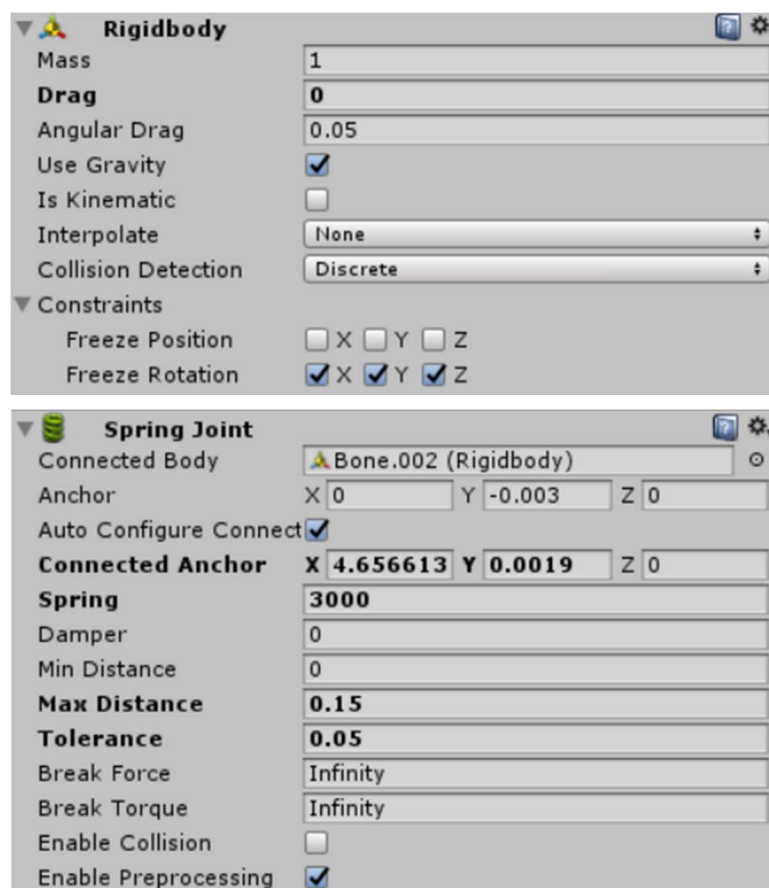 Rigidbody
Mass 1
Drag 0
Angular Drag 0.05
Use Gravity
Is Kinematic
Interpolate None
Collision Detection Discrete
Constraints
Freeze Position X Y Z
Freeze Rotation X Y Z
Spring Joint
Connected Body Bone.002 (Rigidbody)
Anchor X 0 Y -0.003 Z 0
Auto Configure Connect
Connected Anchor X 4.656613 Y 0.0019 Z 0
Spring 3000
Damper 0
Min Distance 0
Max Distance 0.15
Tolerance 0.05
Break Force Infinity
Break Torque Infinity
Enable Collision
Enable Preprocessing